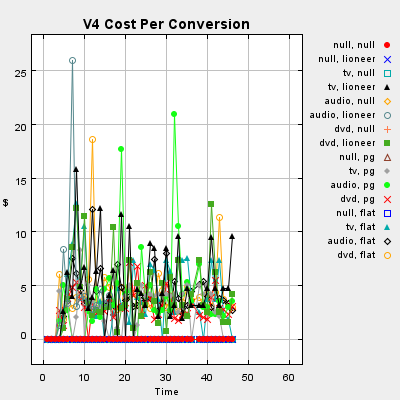 V4 Cost Per Conversion
25
20
15
10
5
0
$
0
10
20
30
40
50
60
Time
null, null
null, lioneer
tv, null
tv, lioneer
audio, null
audio, lioneer
dvd, null
dvd, lioneer
null, pg
tv, pg
audio, pg
dvd, pg
null, flat
tv, flat
audio, flat
dvd, flat